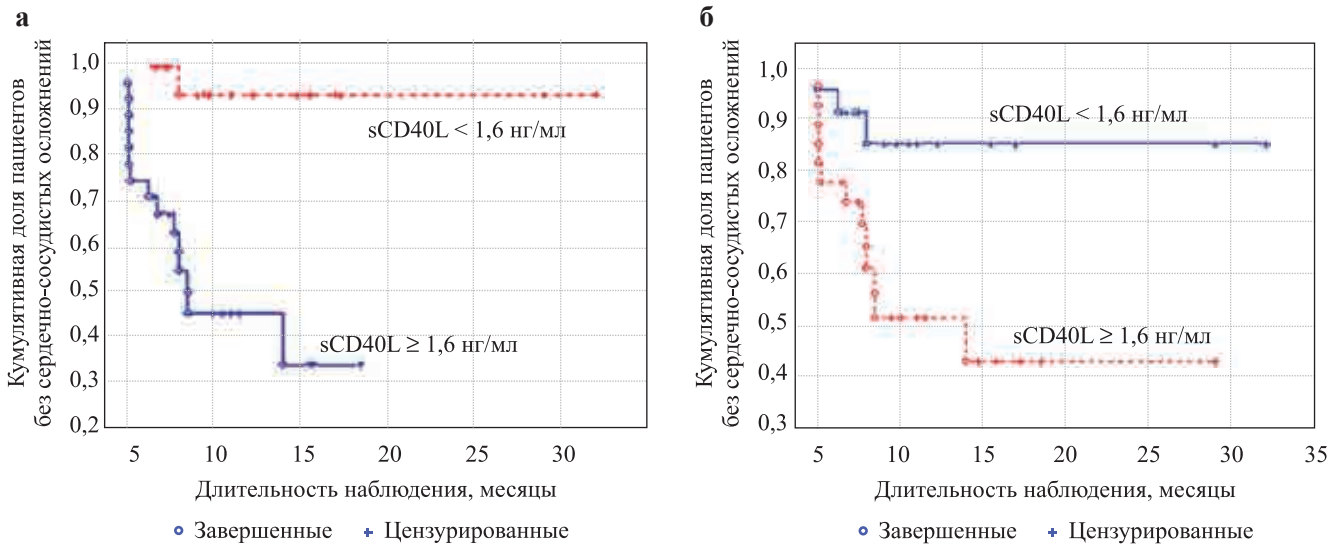 а
Кумулятивная доля пациентов
без сердечно-сосудистых осложнений
1,0
0,9
0,8
0,7
0,6
0,5
0,4
0,3
0,2
sCD40L < 1,6 нг/мл
sCD40L ≥ 1,6 нг/мл
5 10 15 20 25 30
Длительность наблюдения, месяцы
Завершенные + Цензурированные
б
Кумулятивная доля пациентов
без сердечно-сосудистых осложнений
1,0
0,9
0,8
0,7
0,6
0,5
0,4
0,3
sCD40L < 1,6 нг/мл
sCD40L ≥ 1,6 нг/мл
5 10 15 20 25 30 35
Длительность наблюдения, месяцы
Завершенные + Цензурированные